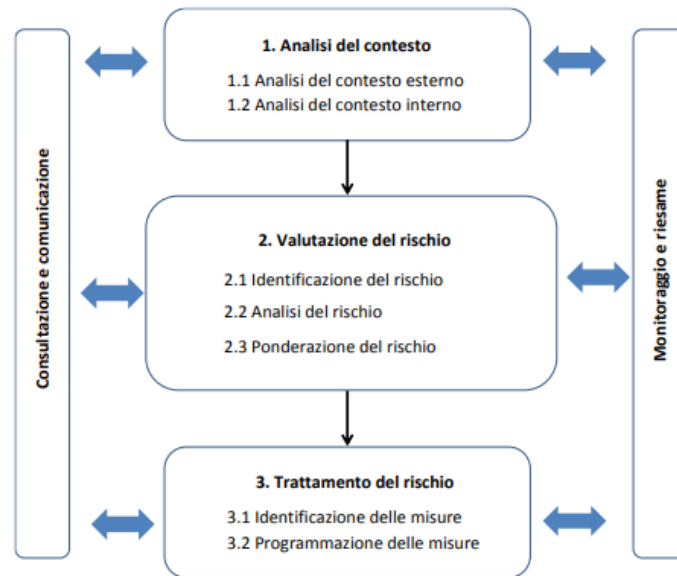 Consultazione e comunicazione
1. Analisi del contesto
1.1 Analisi del contesto esterno
1.2 Analisi del contesto interno
2. Valutazione del rischio
2.1 Identificazione del rischio
2.2 Analisi del rischio
2.3 Ponderazione del rischio
3. Trattamento del rischio
3.1 Identificazione delle misure
3.2 Programmazione delle misure
Monitoraggio e riesame